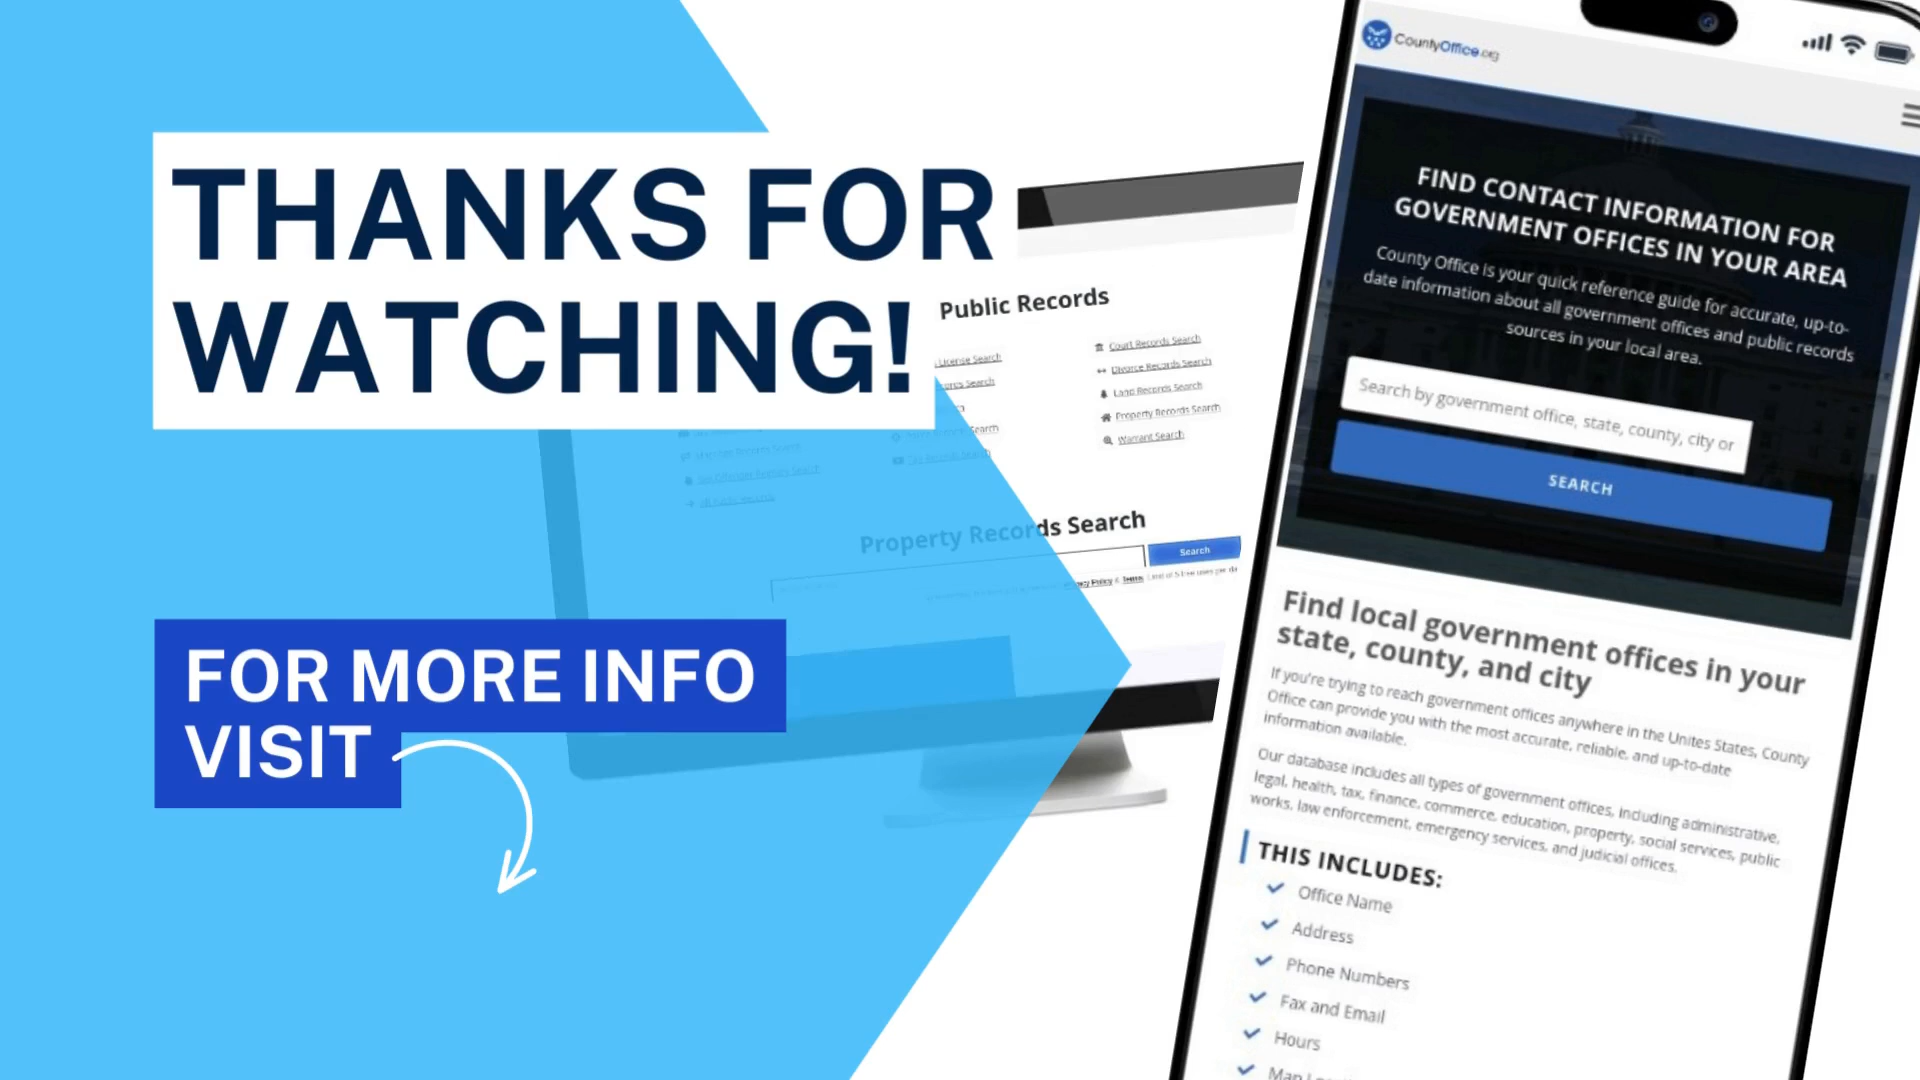 THANKS FOR
WATCHING!
FOR MORE INFO
VISIT
Public Records
License Search
Search
Search
Court Records Search
Divorce Records Search
Land Records Search
Property Records Search
Warrant Search
Property Records Search
Search
Policy & Terms
CountyOffice.org
FIND CONTACT INFORMATION FOR
GOVERNMENT OFFICES IN YOUR AREA
County Office is your quick reference guide for accurate, up-to-
date information about all government offices and public records
sources in your local area.
Search by government office, state, county, city or
SEARCH
Find local government offices in your
state, county, and city
If you're trying to reach government offices anywhere in the Unites States, County
Office can provide you with the most accurate, reliable, and up-to-date
information available.
Our database includes all types of government offices, including administrative,
legal, health, tax, finance, commerce, education, property, social services, public
works, law enforcement, emergency services, and judicial offices.
THIS INCLUDES:
Office Name
Address
Phone Numbers
Fax and Email
Hours